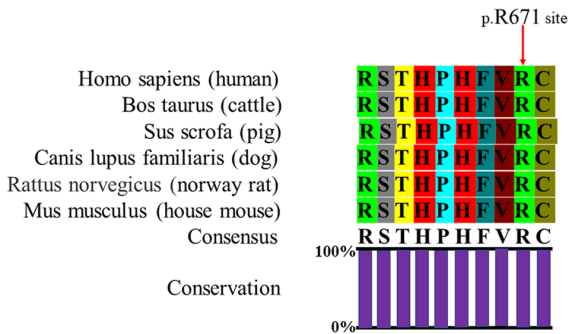 p.R671 site
Homo sapiens (human) R S T H P H F V R C
Bos taurus (cattle) R S T H P H F V R C
Sus scrofa (pig) R S T H P H F V R C
Canis lupus familiaris (dog) R S T H P H F V R C
Rattus norvegicus (norway rat) R S T H P H F V R C
Mus musculus (house mouse) R S T H P H F V R C
Consensus R S T H P H F V R C
100%
Conservation
0%